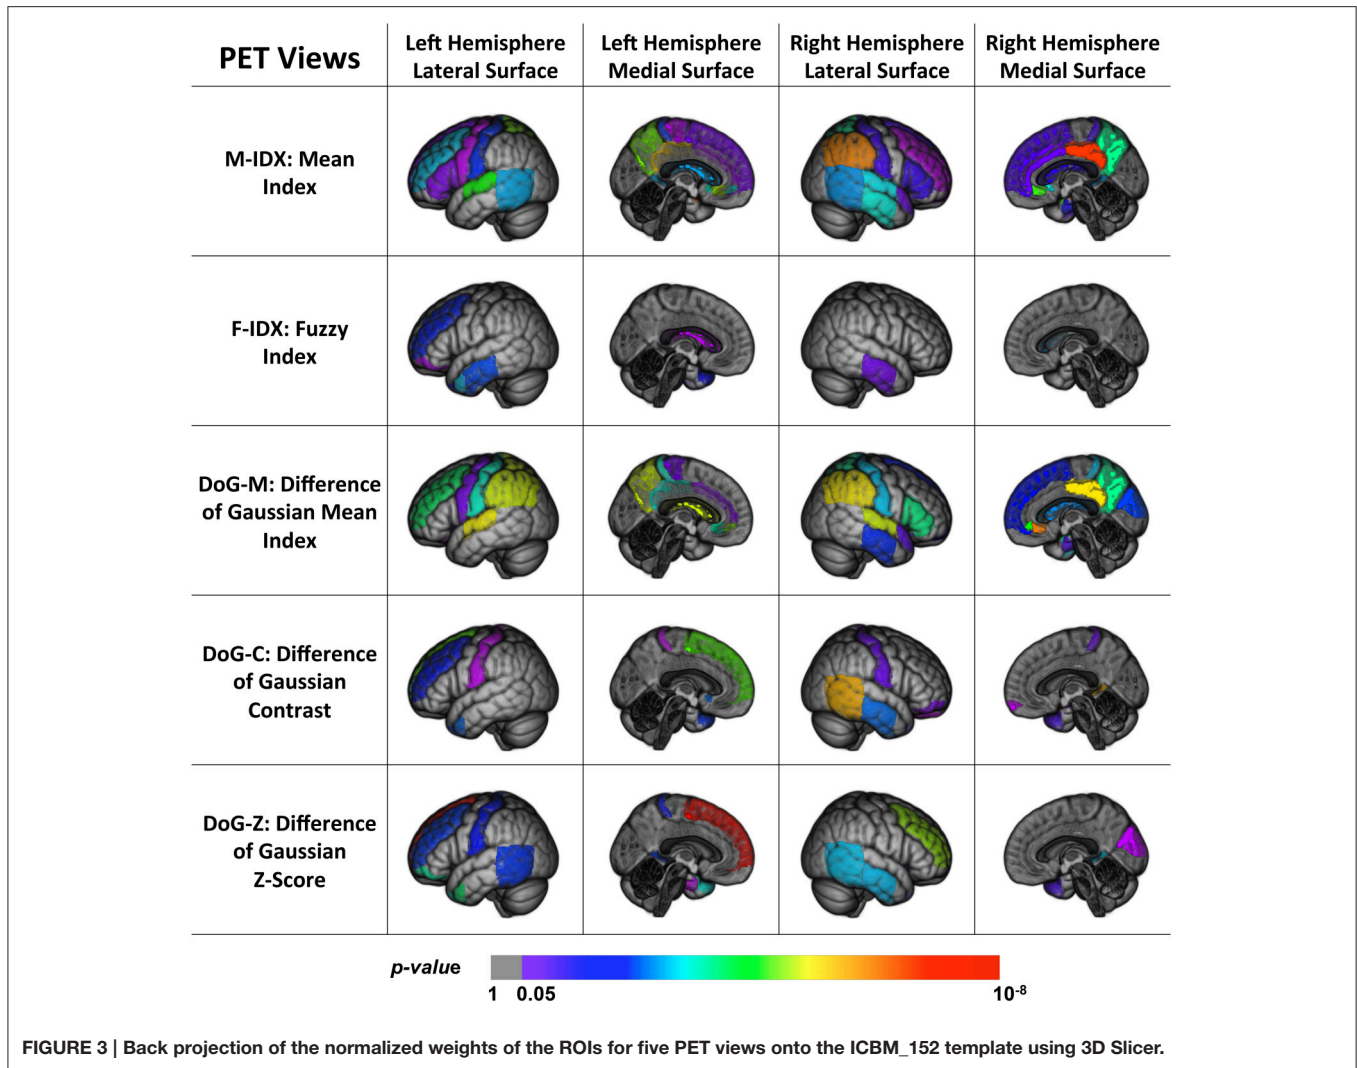 PET Views
Left Hemisphere
Lateral Surface
Left Hemisphere
Medial Surface
Right Hemisphere
Lateral Surface
Right Hemisphere
Medial Surface
M-IDX: Mean
Index
F-IDX: Fuzzy
Index
DoG-M: Difference
of Gaussian Mean
Index
DoG-C: Difference
of Gaussian
Contrast
DoG-Z: Difference
of Gaussian
Z-Score
p-value
1 0.05 10⁻⁸
FIGURE 3 | Back projection of the normalized weights of the ROIs for five PET views onto the ICBM_152 template using 3D Slicer.